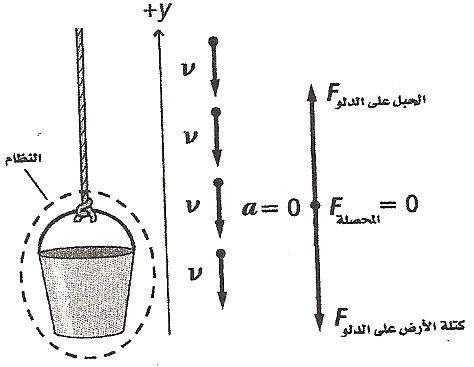 +y
النظام
v
v
v
v
a = 0
F الحبل على الدلو
F المحصلة = 0
F كتلة الأرض على الدلو